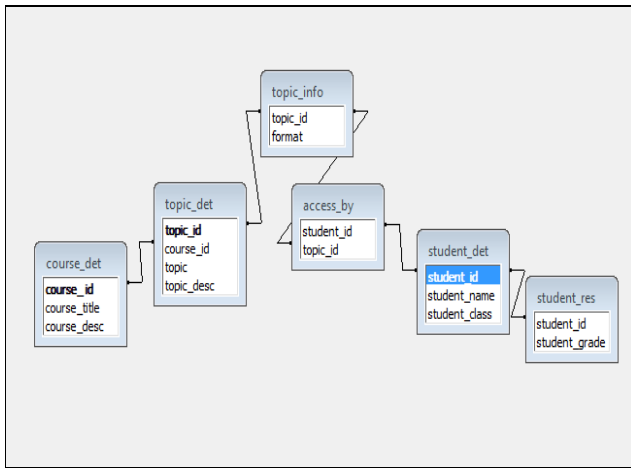 topic_info
topic_id
format
topic_det
topic_id
course_id
topic
topic_desc
access_by
student_id
topic_id
course_det
course_id
course_title
course_desc
student_det
student_id
student_name
student_class
student_res
student_id
student_grade